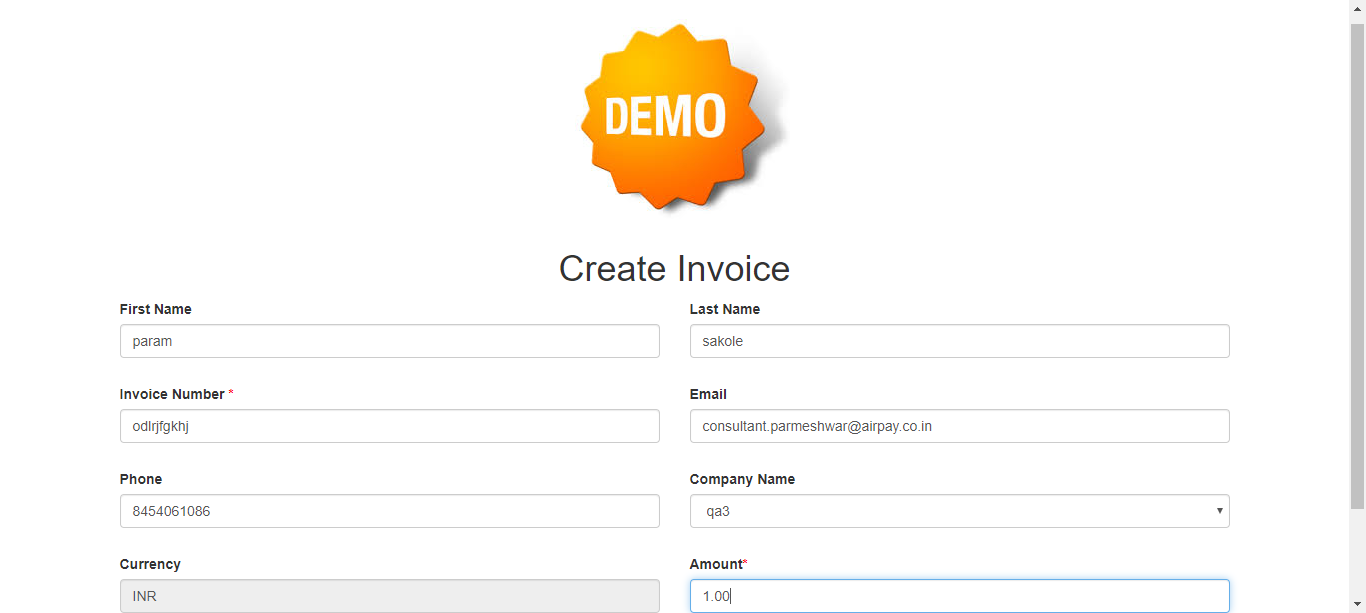 DEMO
Create Invoice
First Name
Last Name
param
sakole
Invoice Number *
Email
odlrjfgkhj
consultant.parmeshwar@airpay.co.in
Phone
Company Name
8454061086
qa3
Currency
Amount*
INR
1.00